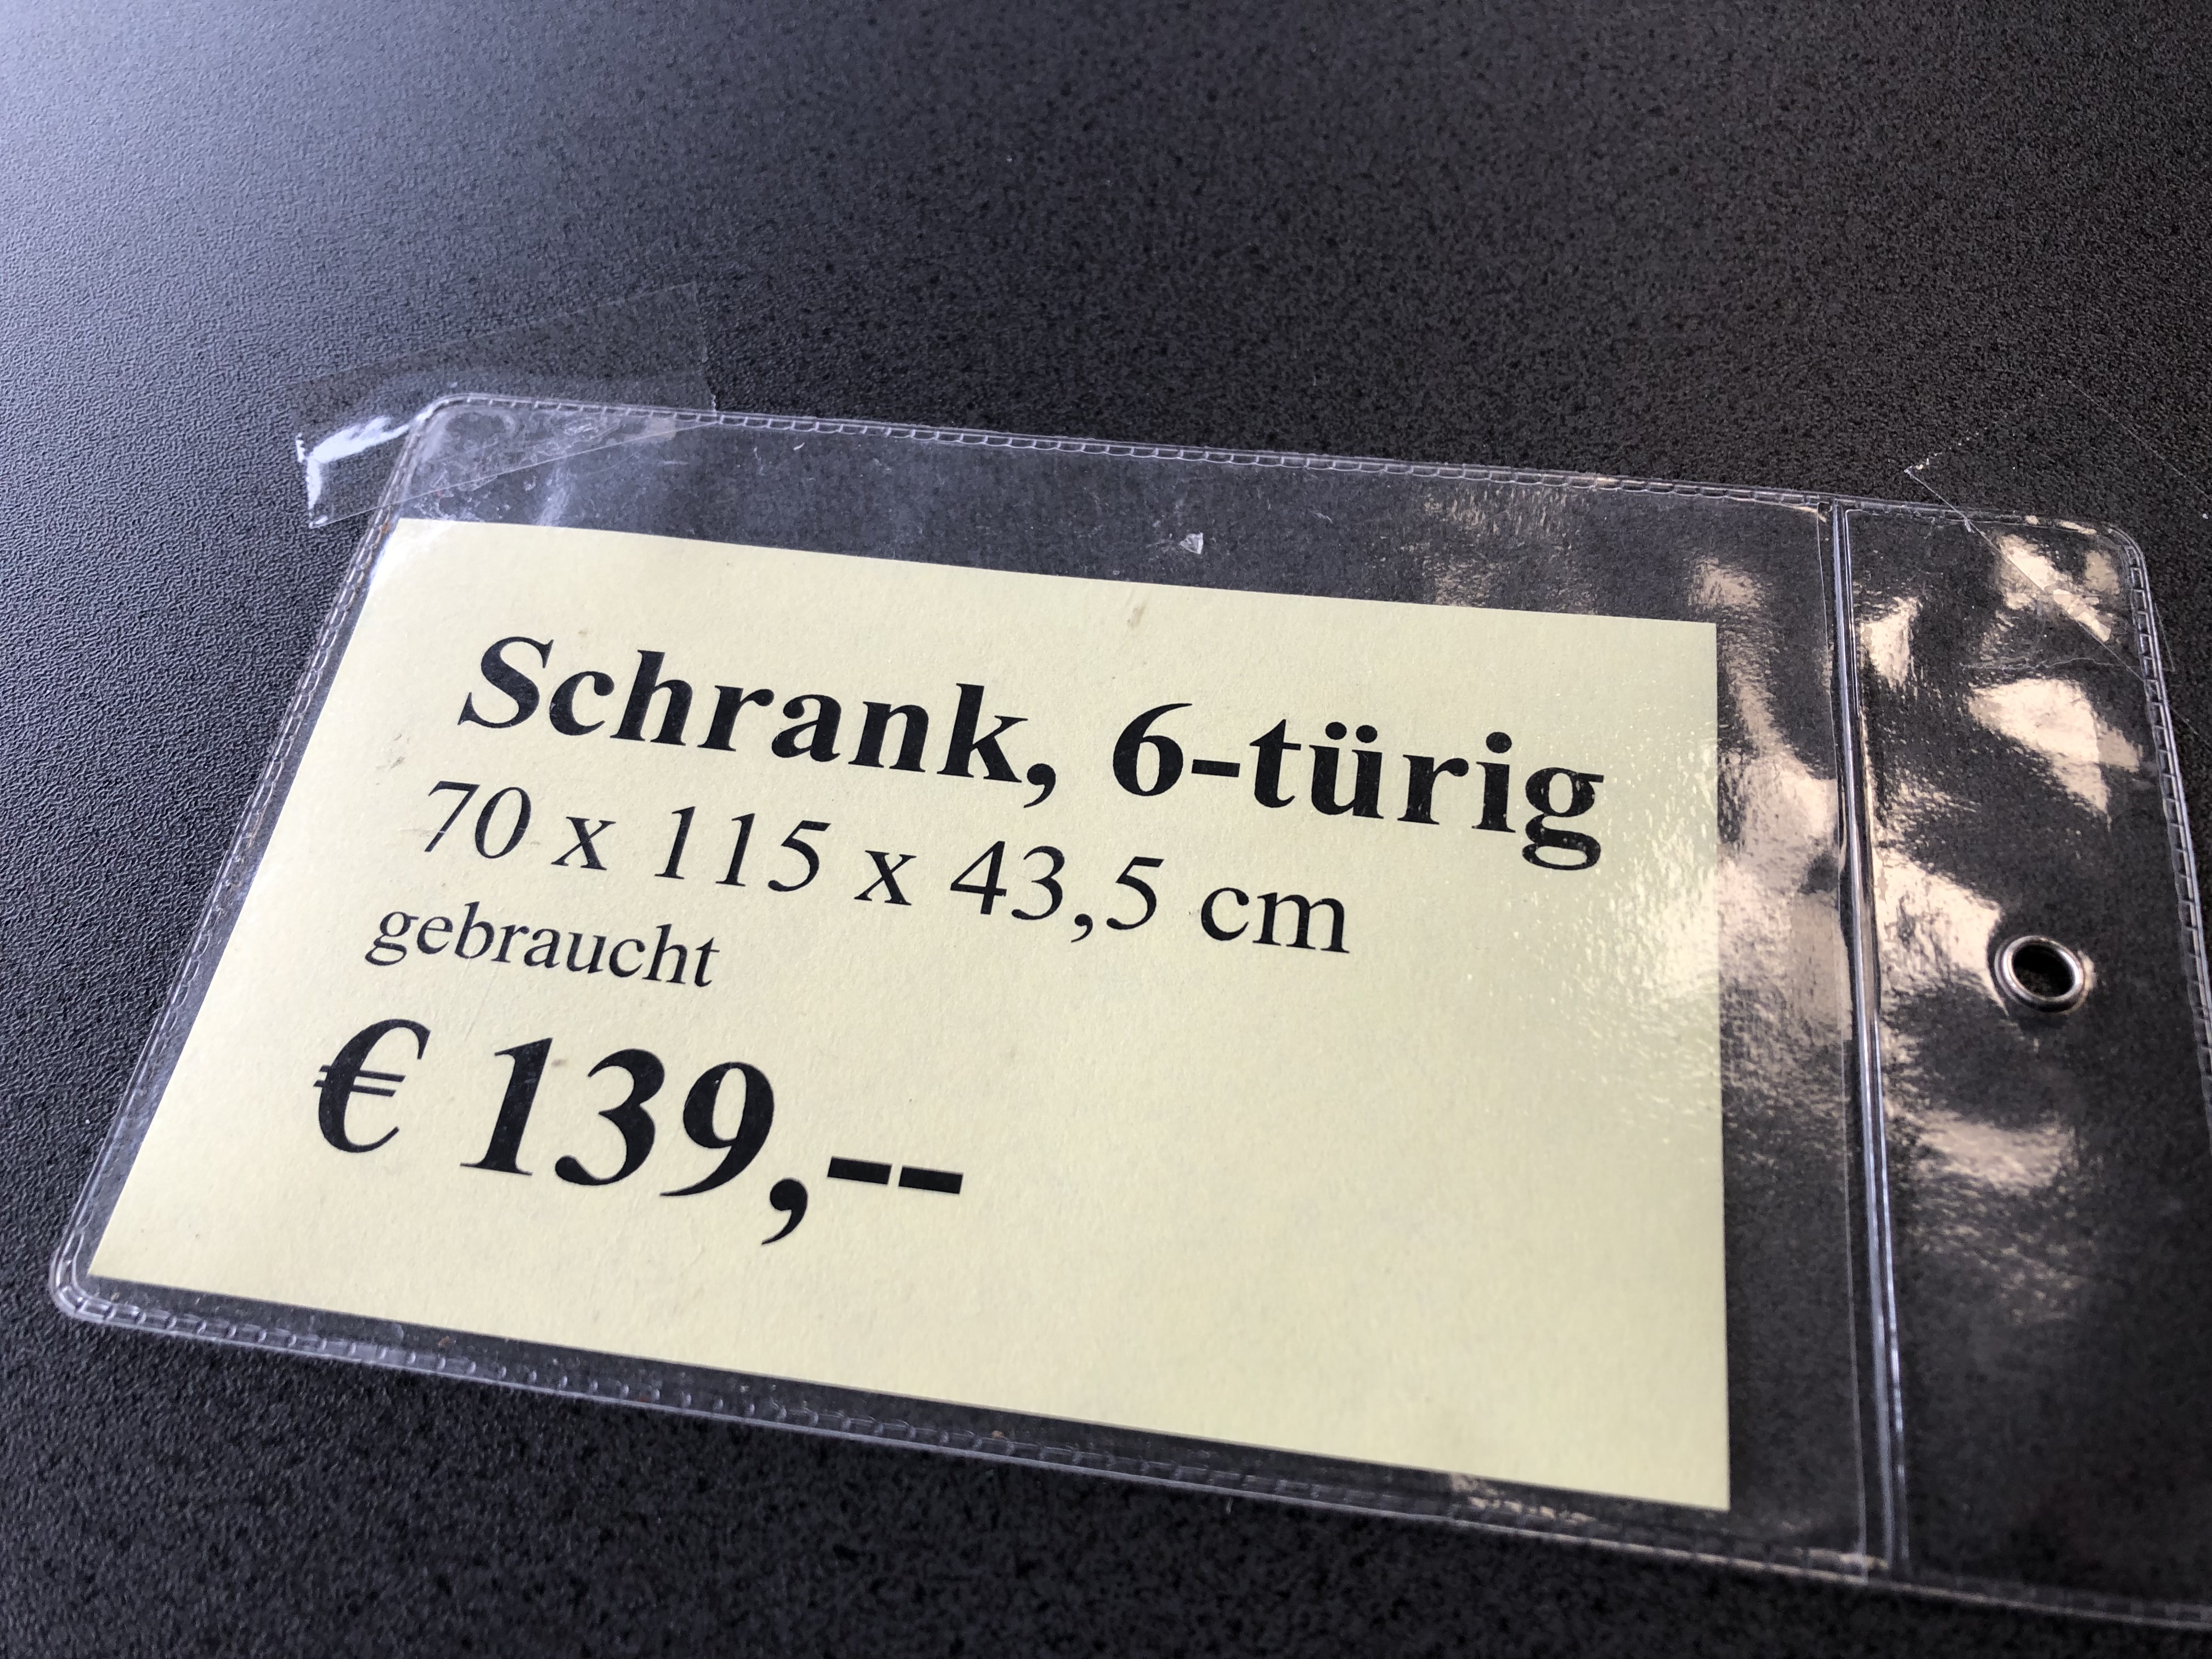 Schrank, 6-türig
70 x 115 x 43,5 cm
gebraucht
€ 139,--